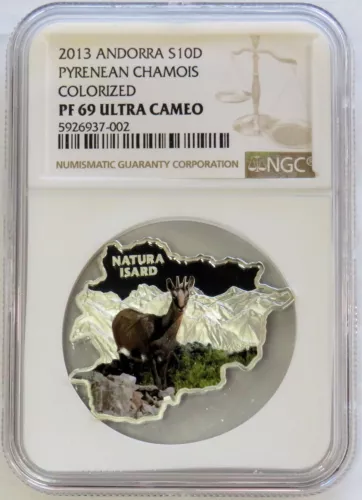 2013 ANDORRA S10D
PYRENEAN CHAMOIS
COLORIZED
PF 69 ULTRA CAMEO
5926937-002
NUMISMATIC GUARANTY CORPORATION
NGC
NATURA
ISARD